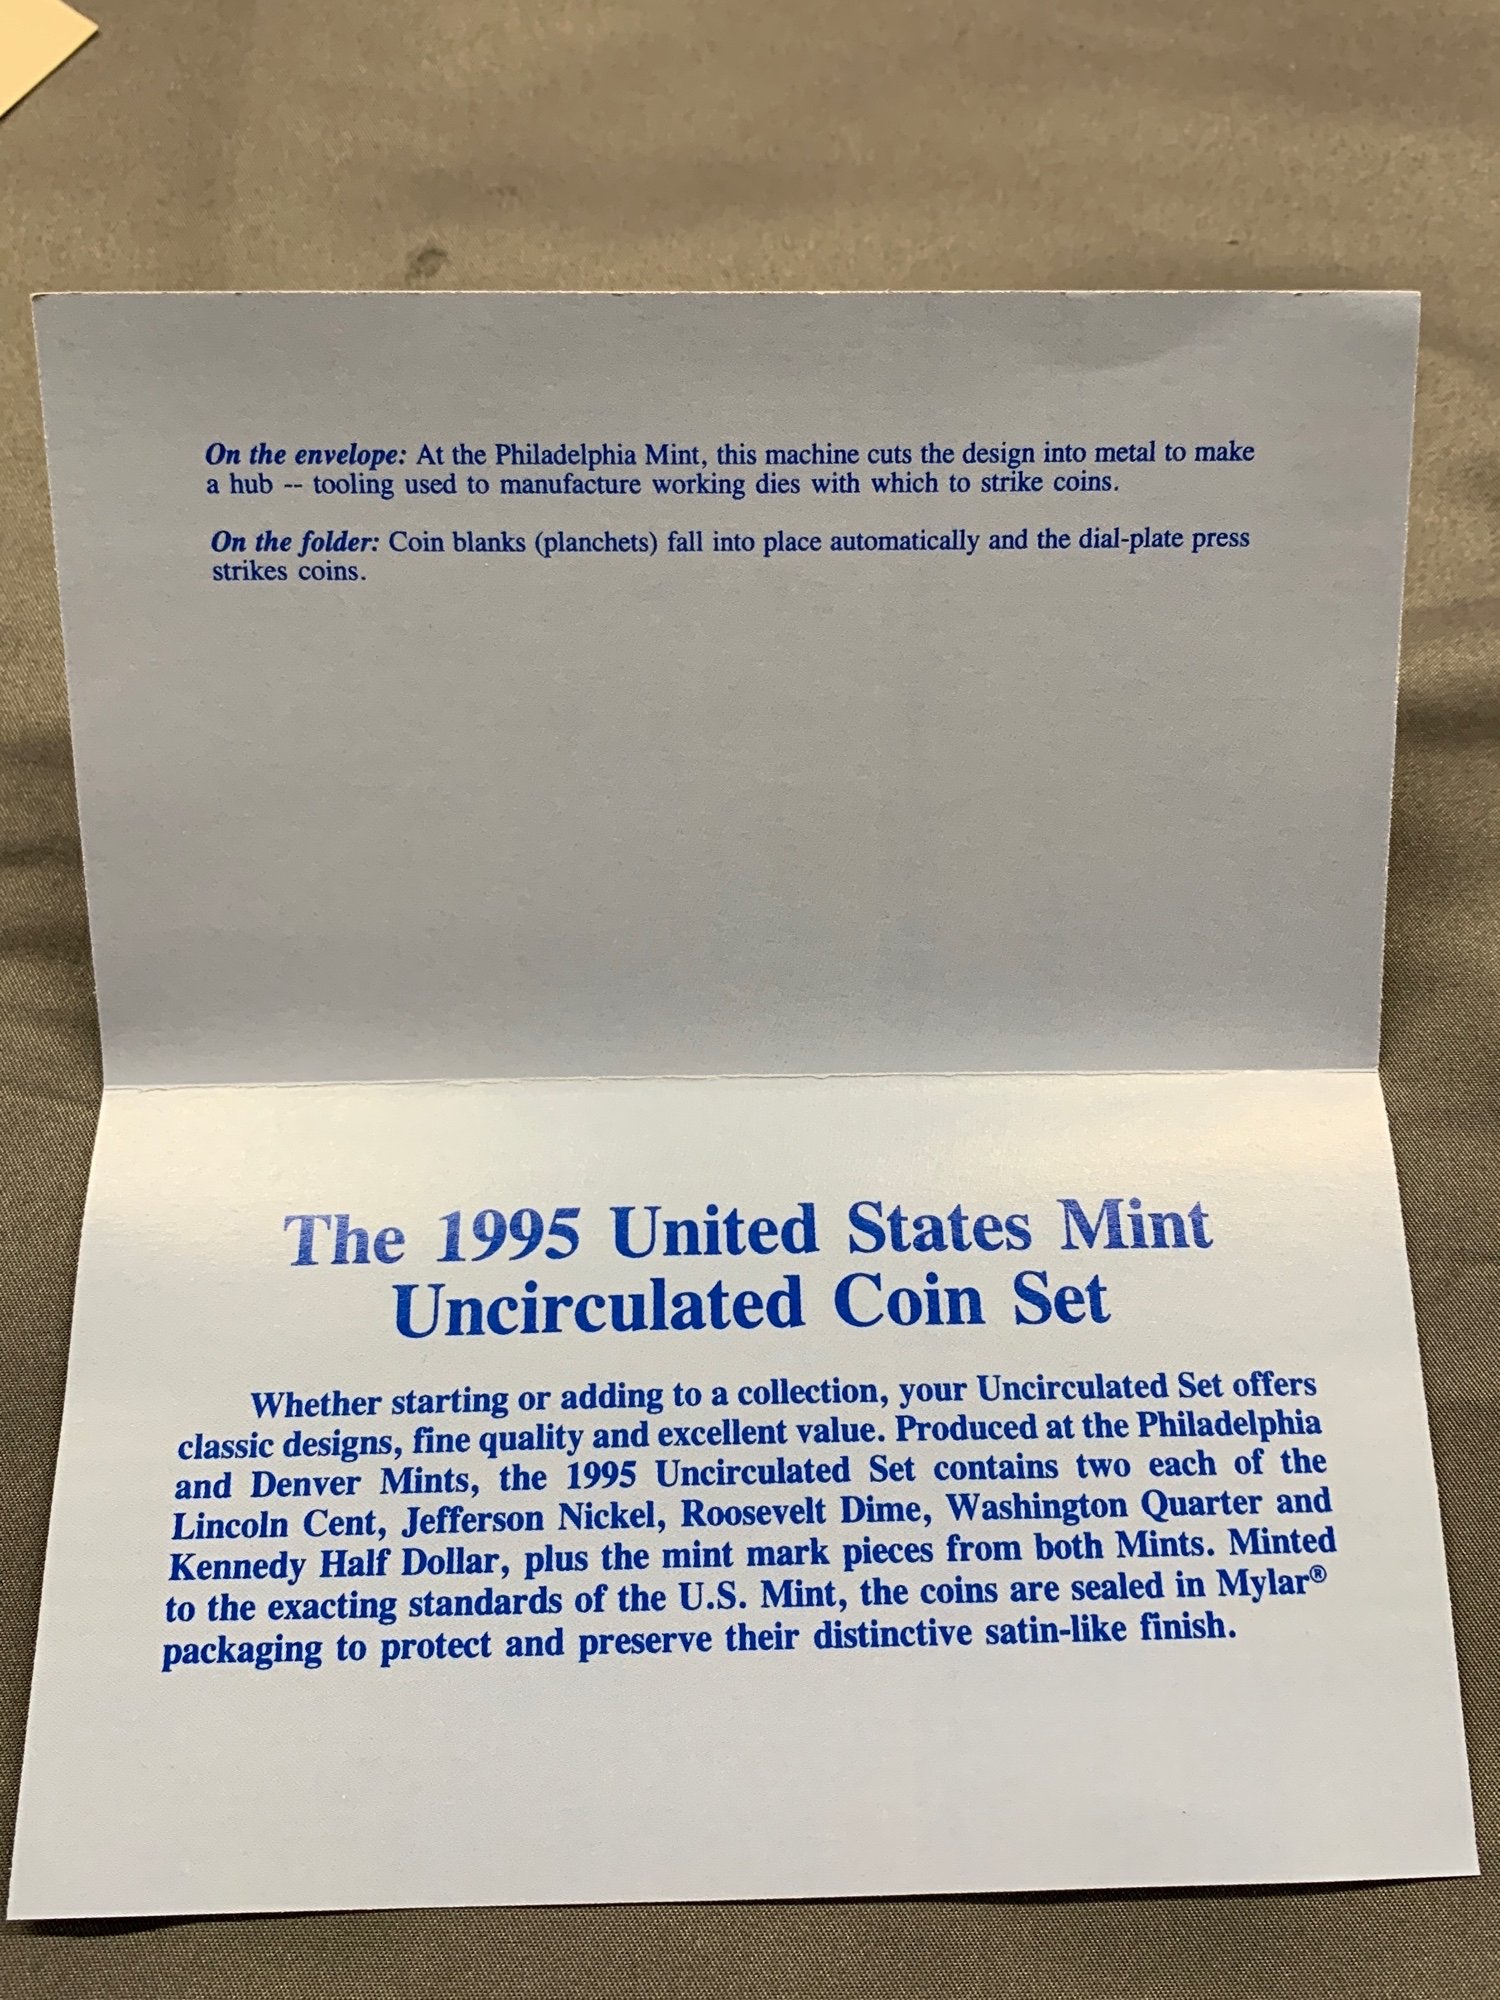 On the envelope: At the Philadelphia Mint, this machine cuts the design into metal to make
a hub -- tooling used to manufacture working dies with which to strike coins.
On the folder: Coin blanks (planchets) fall into place automatically and the dial-plate press
strikes coins.
The 1995 United States Mint
Uncirculated Coin Set
Whether starting or adding to a collection, your Uncirculated Set offers
classic designs, fine quality and excellent value. Produced at the Philadelphia
and Denver Mints, the 1995 Uncirculated Set contains two each of the
Lincoln Cent, Jefferson Nickel, Roosevelt Dime, Washington Quarter and
Kennedy Half Dollar, plus the mint mark pieces from both Mints. Minted
to the exacting standards of the U.S. Mint, the coins are sealed in Mylar®
packaging to protect and preserve their distinctive satin-like finish.